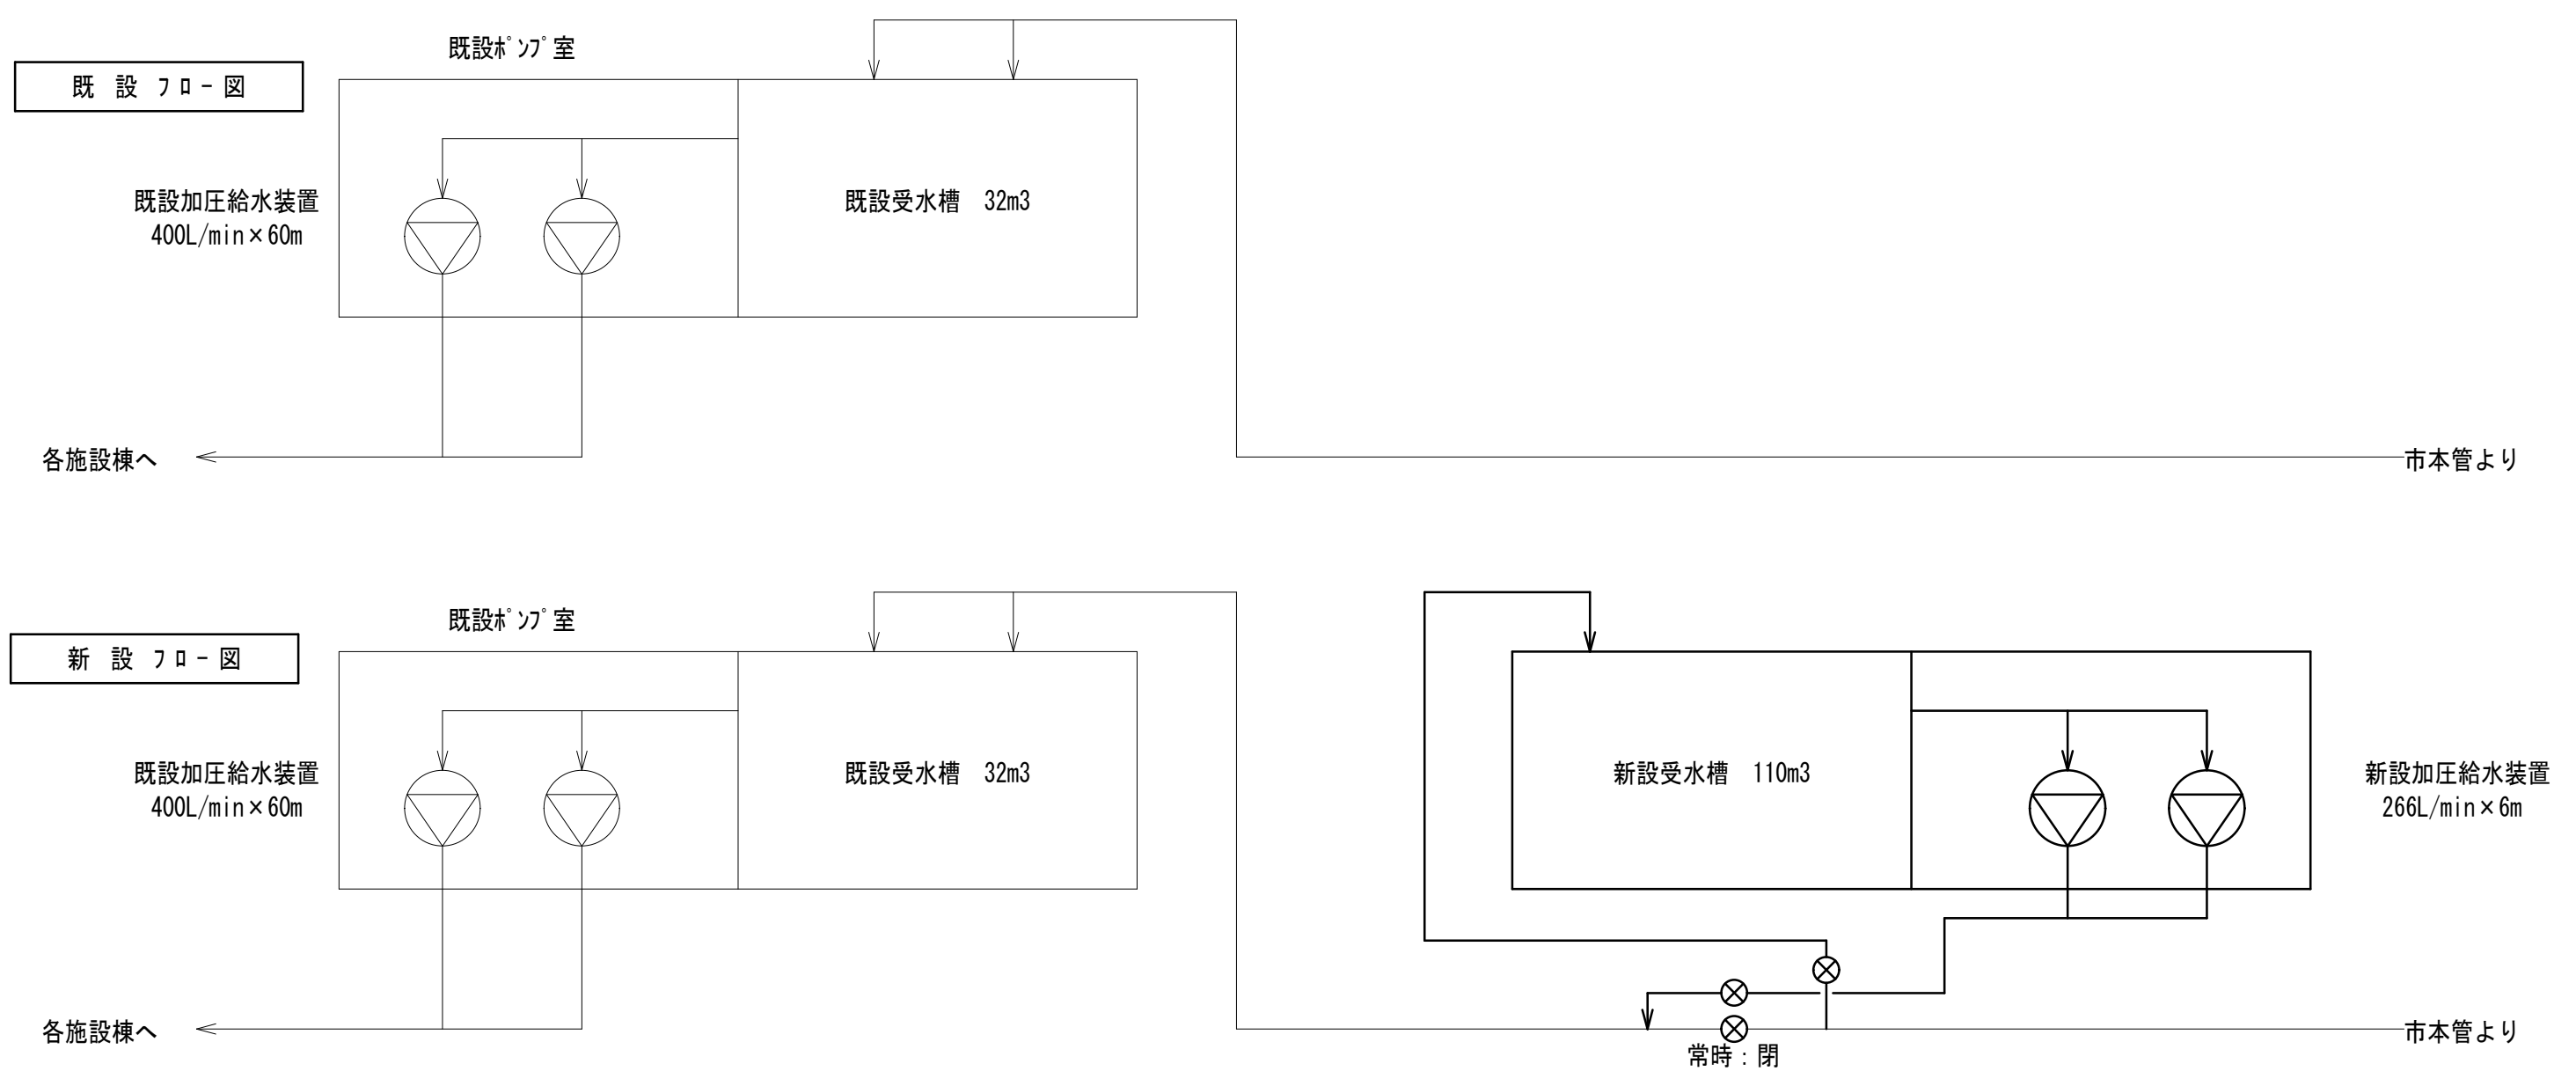 既設ﾎﾟﾝﾌﾟ室
既 設 ﾌﾛｰ図
既設加圧給水装置
400L/min×60m
既設受水槽　32m3
各施設棟へ
市本管より
既設ﾎﾟﾝﾌﾟ室
新 設 ﾌﾛｰ図
既設加圧給水装置
400L/min×60m
既設受水槽　32m3
新設受水槽　110m3
新設加圧給水装置
266L/min×6m
各施設棟へ
市本管より
常時：閉